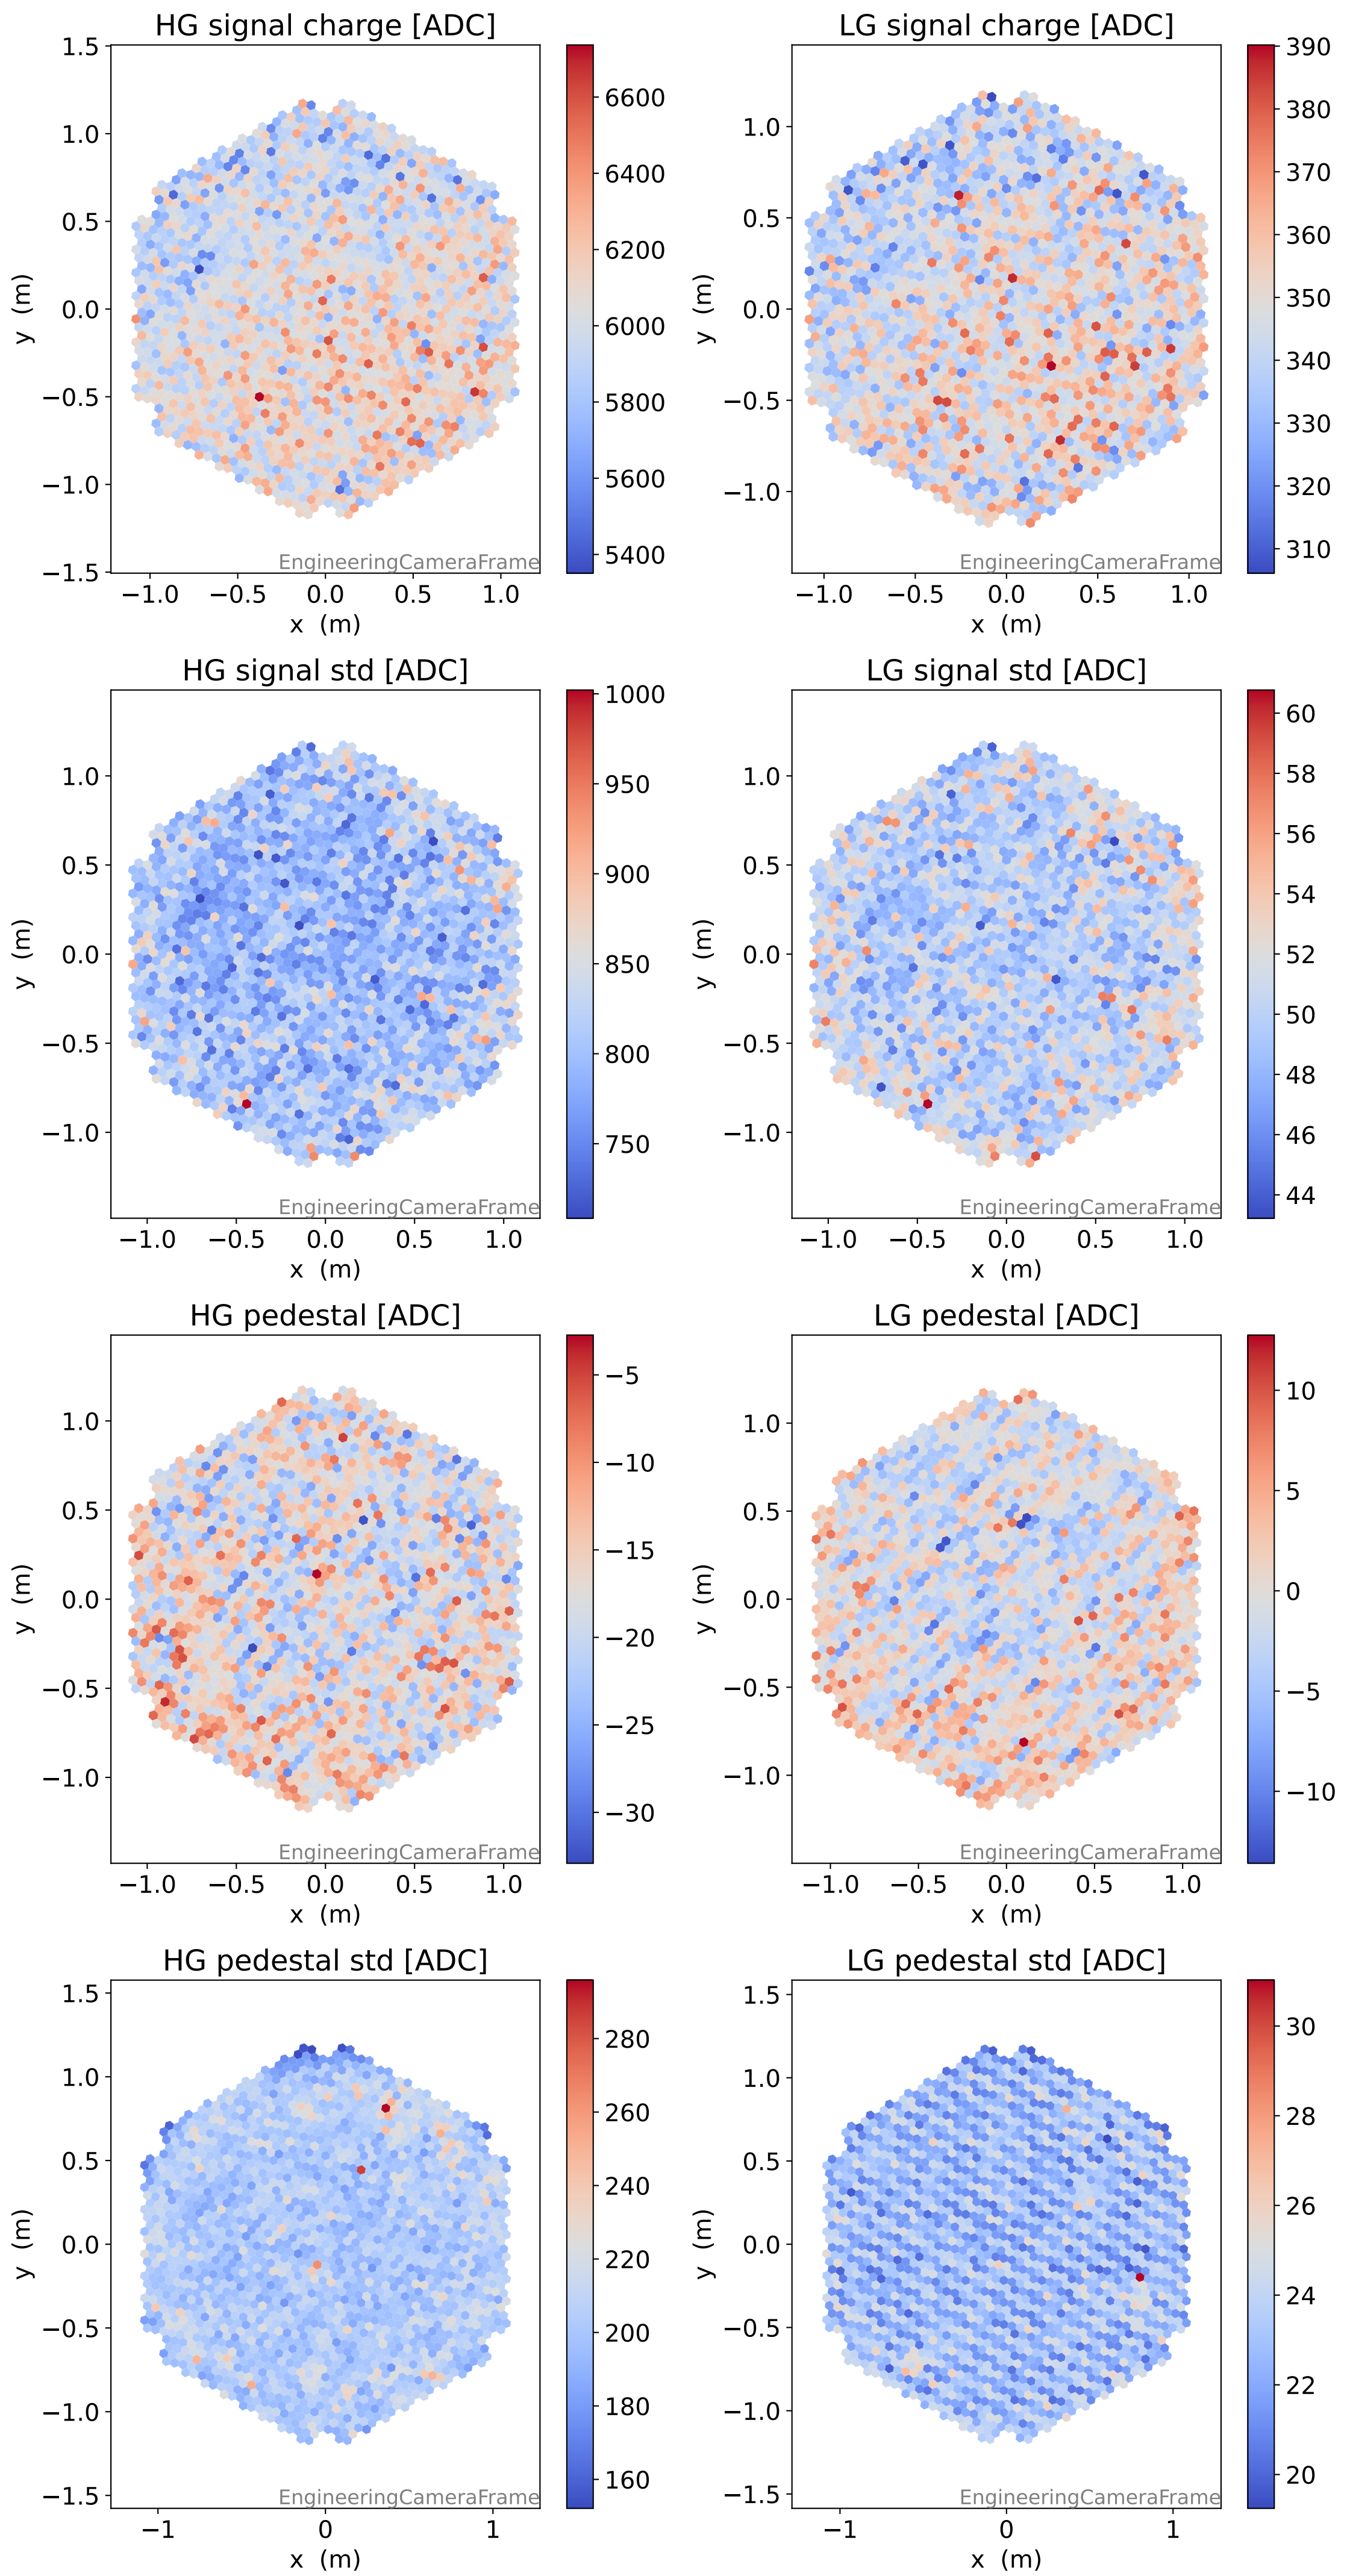 HG signal charge [ADC]
1.5
1.0
0.5
0.0
−0.5
−1.0
−1.5
y (m)
−1.0 −0.5 0.0 0.5 1.0
x (m)
EngineeringCameraFrame
6600
6400
6200
6000
5800
5600
5400
LG signal charge [ADC]
1.0
0.5
0.0
−0.5
−1.0
y (m)
−1.0 −0.5 0.0 0.5 1.0
x (m)
EngineeringCameraFrame
390
380
370
360
350
340
330
320
310
HG signal std [ADC]
1.0
0.5
0.0
−0.5
−1.0
y (m)
−1.0 −0.5 0.0 0.5 1.0
x (m)
EngineeringCameraFrame
1000
950
900
850
800
750
LG signal std [ADC]
1.0
0.5
0.0
−0.5
−1.0
y (m)
−1.0 −0.5 0.0 0.5 1.0
x (m)
EngineeringCameraFrame
60
58
56
54
52
50
48
46
44
HG pedestal [ADC]
1.0
0.5
0.0
−0.5
−1.0
y (m)
−1.0 −0.5 0.0 0.5 1.0
x (m)
EngineeringCameraFrame
−5
−10
−15
−20
−25
−30
LG pedestal [ADC]
1.0
0.5
0.0
−0.5
−1.0
y (m)
−1.0 −0.5 0.0 0.5 1.0
x (m)
EngineeringCameraFrame
10
5
0
−5
−10
HG pedestal std [ADC]
1.5
1.0
0.5
0.0
−0.5
−1.0
−1.5
y (m)
−1 0 1
x (m)
EngineeringCameraFrame
280
260
240
220
200
180
160
LG pedestal std [ADC]
1.5
1.0
0.5
0.0
−0.5
−1.0
−1.5
y (m)
−1 0 1
x (m)
EngineeringCameraFrame
30
28
26
24
22
20